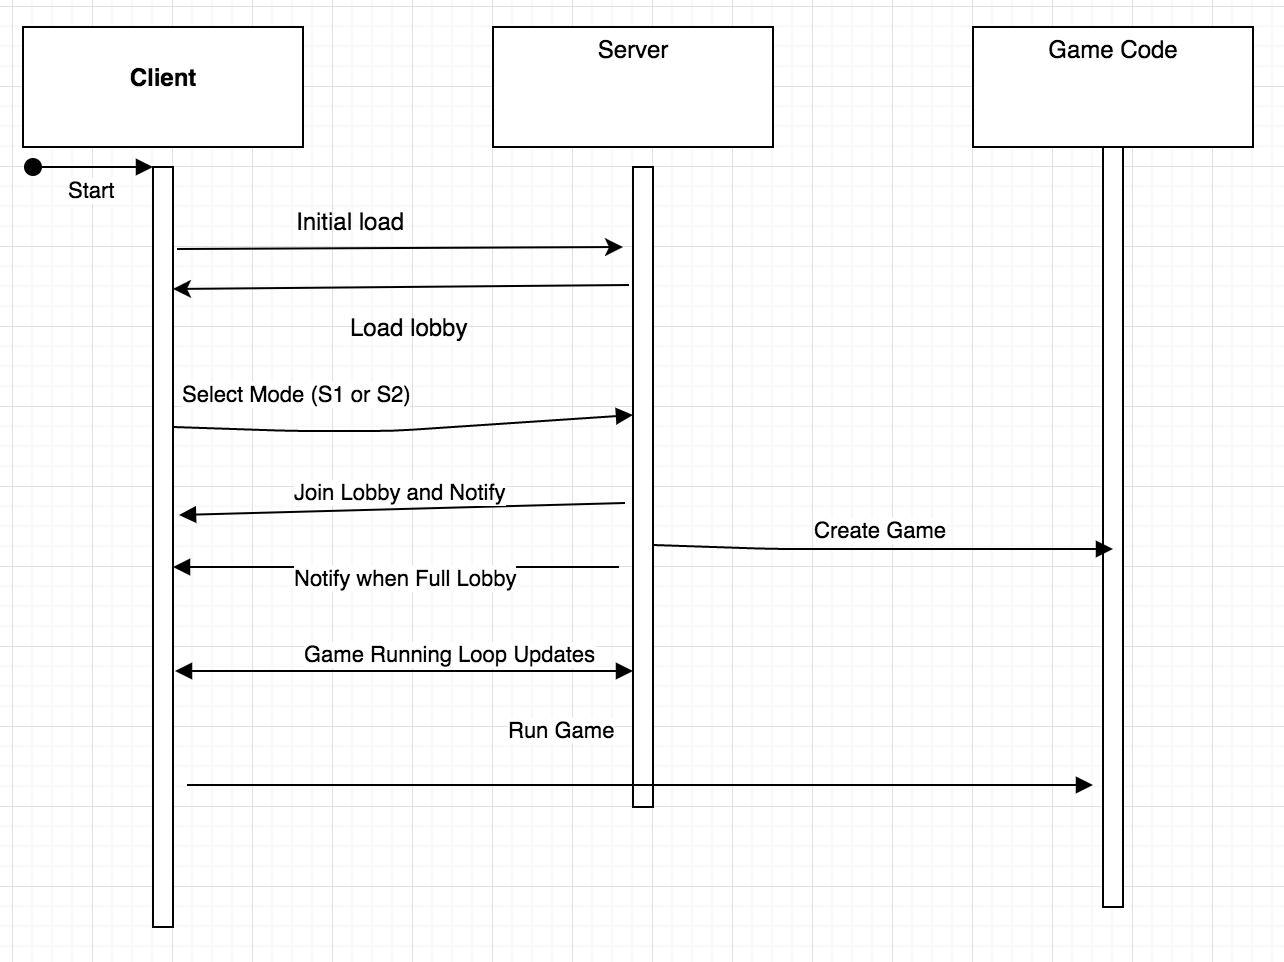 Client
Server
Game Code
Start
Initial load
Load lobby
Select Mode (S1 or S2)
Join Lobby and Notify
Create Game
Notify when Full Lobby
Game Running Loop Updates
Run Game